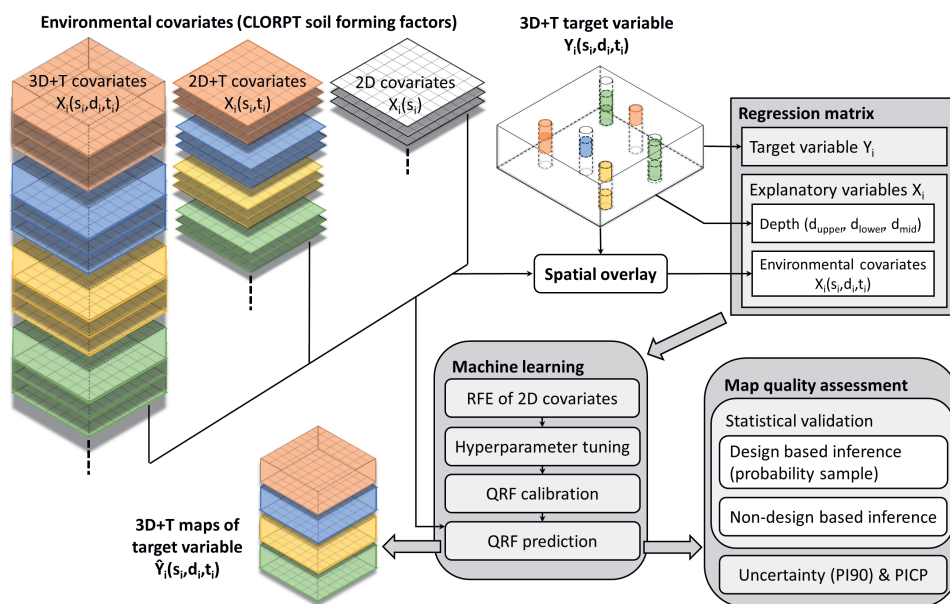 Environmental covariates (CLORPT soil forming factors)
3D+T covariates
Xi(si,di,ti)
2D+T covariates
Xi(si,ti)
2D covariates
Xi(si)
3D+T target variable
Yi(si,di,ti)
Regression matrix
Target variable Yi
Explanatory variables Xi
Depth (dupper, dlower, dmid)
Environmental covariates
Xi(si,di,ti)
Spatial overlay
Machine learning
RFE of 2D covariates
Hyperparameter tuning
QRF calibration
QRF prediction
Map quality assessment
Statistical validation
Design based inference
(probability sample)
Non-design based inference
Uncertainty (PI90) & PICP
3D+T maps of
target variable
Ŷi(si,di,ti)